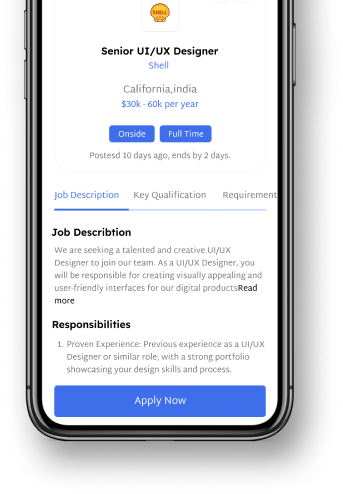 SHELL
Senior UI/UX Designer
Shell
California,india
$30k - 60k per year
Onside Full Time
Postesd 10 days ago, ends by 2 days.
Job Description Key Qualification Requirement
Job Describtion
We are seeking a talented and creative UI/UX
Designer to join our team. As a UI/UX Designer, you
will be responsible for creating visually appealing and
user-friendly interfaces for our digital productsRead
more
Responsibilities
1. Proven Experience: Previous experience as a UI/UX
Designer or similar role, with a strong portfolio
showcasing your design skills and process.
Apply Now